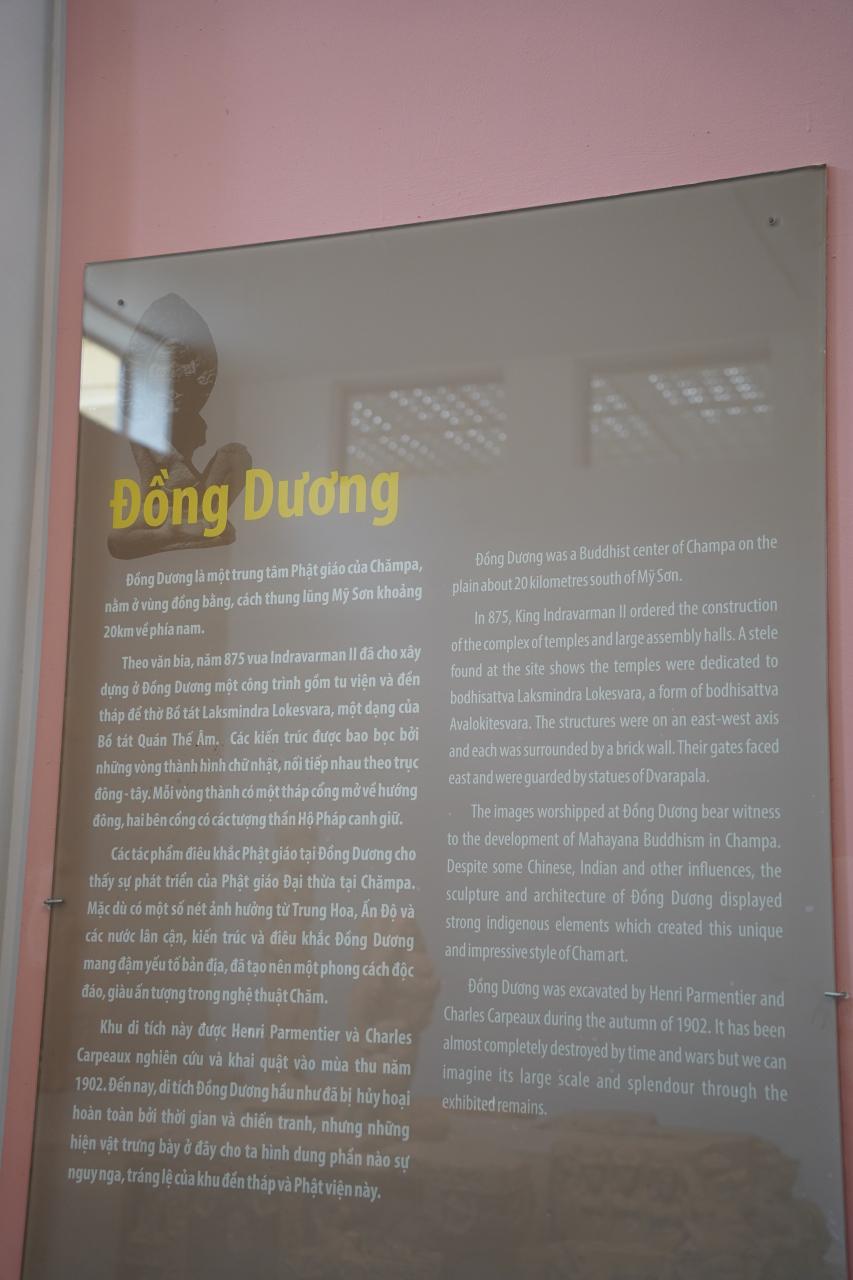 Đồng Dương
Đồng Dương là một trung tâm Phật giáo của Chămpa,
nằm ở vùng đồng bằng, cách thung lũng Mỹ Sơn khoảng
20km về phía nam.
Theo văn bia, năm 875 vua Indravarman II đã cho xây
dựng ở Đồng Dương một công trình gồm tu viện và đền
tháp để thờ Bồ tát Laksmindra Lokesvara, một dạng của
Bồ tát Quán Thế Âm. Các kiến trúc được bao bọc bởi
những vòng thành hình chữ nhật, nối tiếp nhau theo trục
đông - tây. Mỗi vòng thành có một tháp cổng mở về hướng
đông, hai bên cổng có các tượng thần Hộ Pháp canh giữ.
Các tác phẩm điêu khắc Phật giáo tại Đồng Dương cho
thấy sự phát triển của Phật giáo Đại thừa tại Chămpa.
Mặc dù có một số nét ảnh hưởng từ Trung Hoa, Ấn Độ và
các nước lân cận, kiến trúc và điêu khắc Đồng Dương
mang đậm yếu tố bản địa, đã tạo nên một phong cách độc
đáo, giàu ấn tượng trong nghệ thuật Chăm.
Khu di tích này được Henri Parmentier và Charles
Carpeaux nghiên cứu và khai quật vào mùa thu năm
1902. Đến nay, di tích Đồng Dương hầu như đã bị hủy hoại
hoàn toàn bởi thời gian và chiến tranh, nhưng những
hiện vật trưng bày ở đây cho ta hình dung phần nào sự
nguy nga, tráng lệ của khu đền tháp và Phật viện này.
Đồng Dương was a Buddhist center of Champa on the
plain about 20 kilometres south of Mỹ Sơn.
In 875, King Indravarman II ordered the construction
of the complex of temples and large assembly halls. A stele
found at the site shows the temples were dedicated to
bodhisattva Laksmindra Lokesvara, a form of bodhisattva
Avalokitesvara. The structures were on an east-west axis
and each was surrounded by a brick wall. Their gates faced
east and were guarded by statues of Dvarapala.
The images worshipped at Đồng Dương bear witness
to the development of Mahayana Buddhism in Champa.
Despite some Chinese, Indian and other influences, the
sculpture and architecture of Đồng Dương displayed
strong indigenous elements which created this unique
and impressive style of Cham art.
Đồng Dương was excavated by Henri Parmentier and
Charles Carpeaux during the autumn of 1902. It has been
almost completely destroyed by time and wars but we can
imagine its large scale and splendour through the
exhibited remains.